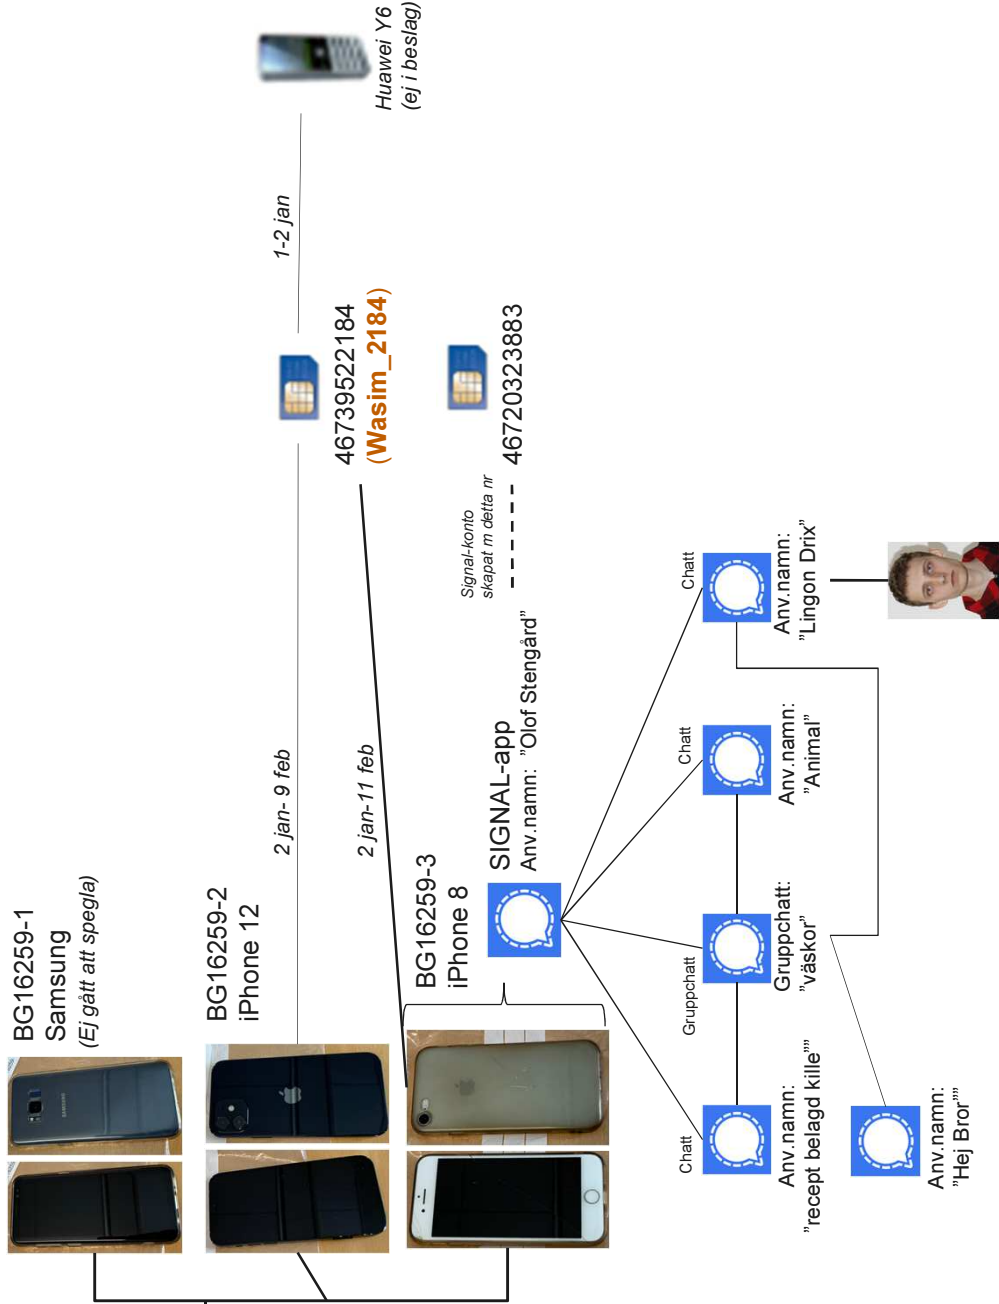 BG16259-1
Samsung
(Ej gått att spegla)
BG16259-2
iPhone 12
2 jan- 9 feb
1-2 jan
Huawei Y6
(ej i beslag)
46739522184
(Wasim_2184)
2 jan-11 feb
BG16259-3
iPhone 8
SIGNAL-app
Anv.namn: ”Olof Stengård”
Signal-konto
skapat m detta nr
46720323883
Chatt
Gruppchatt
Chatt
Chatt
Anv.namn:
”recept belagd kille””
Gruppchatt:
”väskor”
Anv.namn:
”Animal”
Anv.namn:
”Lingon Drix”
Anv.namn:
”Hej Bror””
SAMSUNG